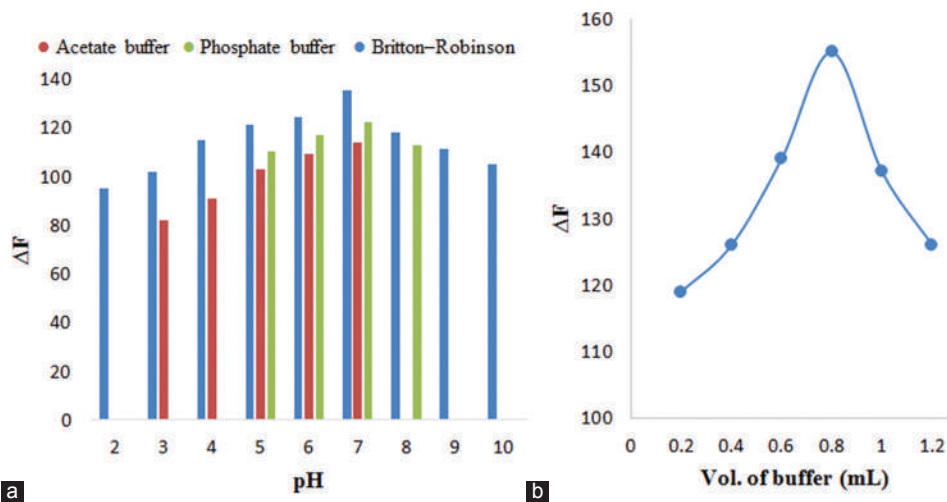 Acetate buffer Phosphate buffer Britton–Robinson
140
120
100
80
60
40
20
0
ΔF
2 3 4 5 6 7 8 9 10
pH
a
160
150
140
130
120
110
100
ΔF
0 0.2 0.4 0.6 0.8 1 1.2
Vol. of buffer (mL)
b